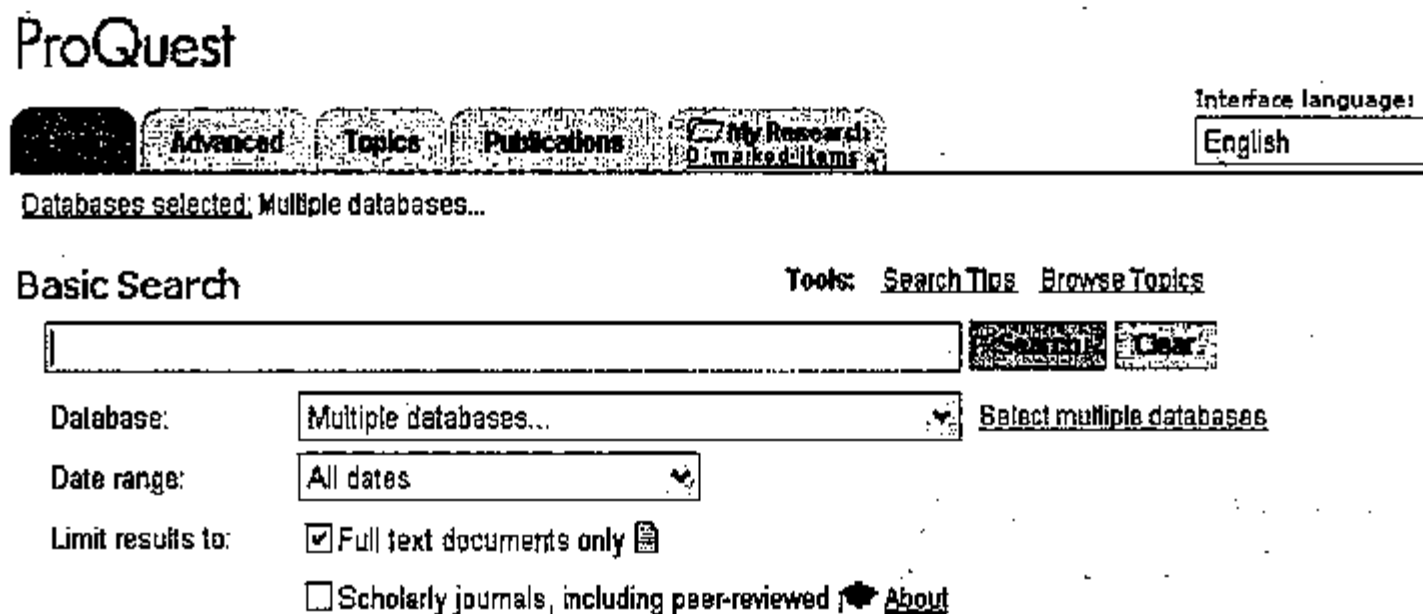 ProQuest
Interface language:
English
Advanced Topics Publications My Research
0 marked items
Databases selected: Multiple databases...
Basic Search
Tools: Search Tips Browse Topics
Search Clear
Database: Multiple databases... Select multiple databases
Date range: All dates
Limit results to: Full text documents only
Scholarly journals, including peer-reviewed About